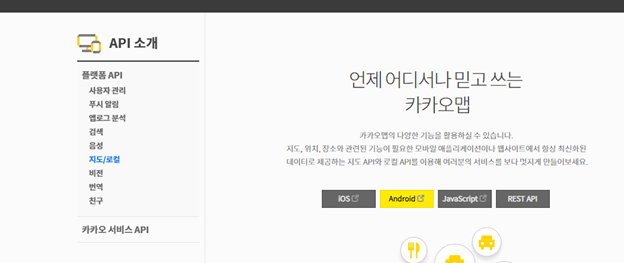 API 소개
플랫폼 API
사용자 관리
푸시 알림
앱로그 분석
검색
음성
지도/로컬
비전
번역
친구
카카오 서비스 API
언제 어디서나 믿고 쓰는
카카오맵
카카오맵의 다양한 기능을 활용하실 수 있습니다.
지도, 위치, 장소와 관련된 기능이 필요한 모바일 애플리케이션이나 웹사이트에서 항상 최신화된
데이터로 제공하는 지도 API와 로컬 API를 이용해 여러분의 서비스를 보다 멋지게 만들어보세요.
iOS Android JavaScript REST API